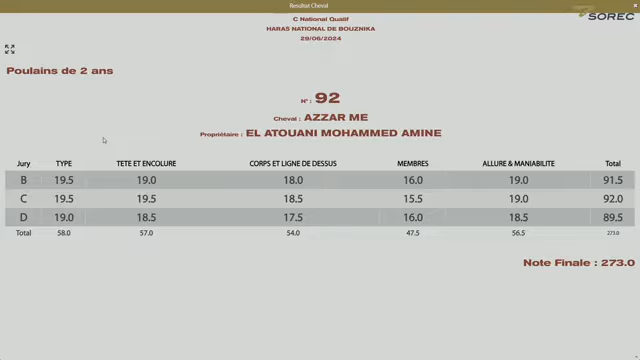 Resultat Cheval
SOREC
C National Qualif
HARAS NATIONAL DE BOUZNIKA
29/06/2024
Poulains de 2 ans
N° : 92
Cheval : AZZAR ME
Propriétaire : EL ATOUANI MOHAMMED AMINE
Jury TYPE TETE ET ENCOLURE CORPS ET LIGNE DE DESSUS MEMBRES ALLURE & MANIABILITE Total
B 19.5 19.0 18.0 16.0 19.0 91.5
C 19.5 19.5 18.5 15.5 19.0 92.0
D 19.0 18.5 17.5 16.0 18.5 89.5
Total 58.0 57.0 54.0 47.5 56.5 273.0
Note Finale : 273.0